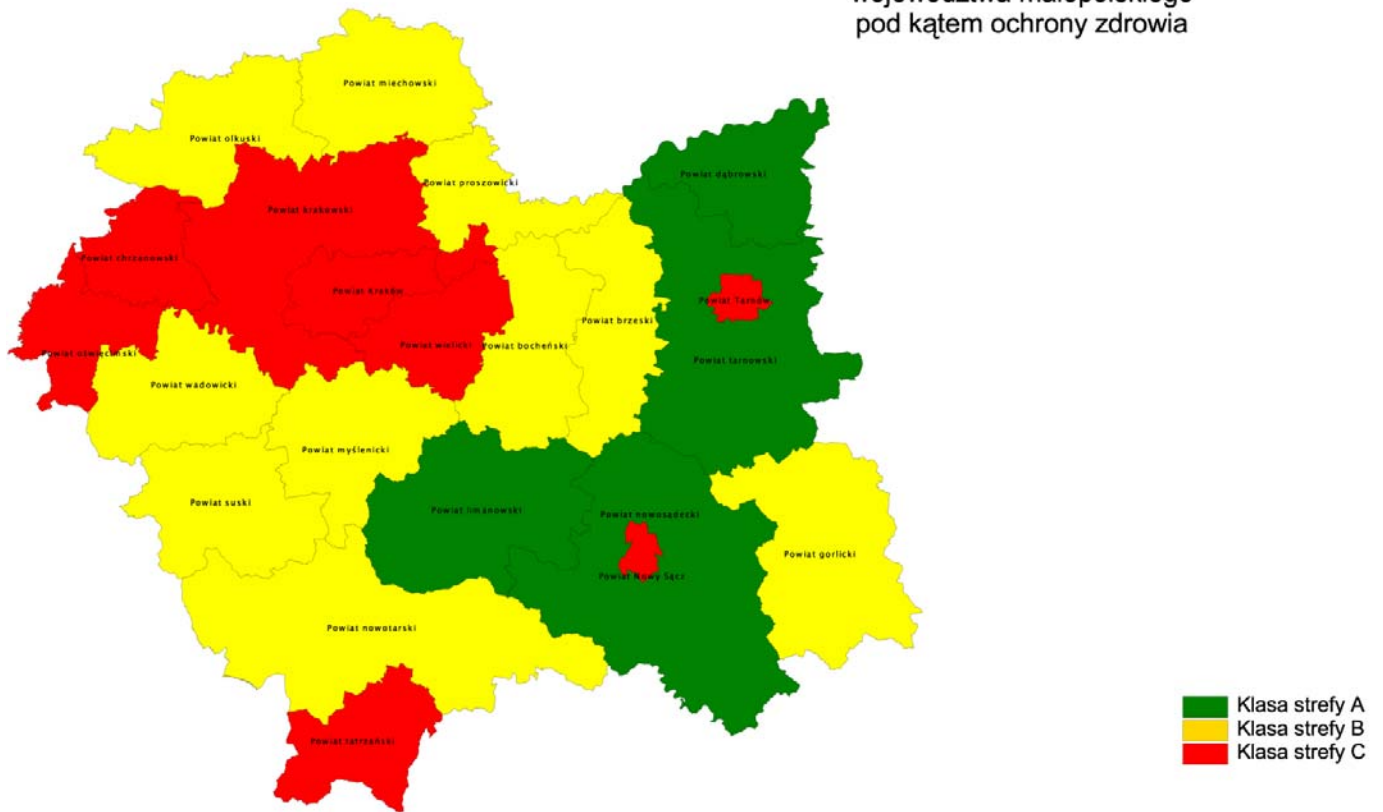 województwa małopolskiego
pod kątem ochrony zdrowia
Powiat miechowski
Powiat olkuski
Powiat proszowicki
Powiat dąbrowski
Powiat krakowski
Powiat chrzanowski
Powiat Kraków
Powiat Tarnów
Powiat brzeski
Powiat wielicki
Powiat bocheński
Powiat oświęcimski
Powiat tarnowski
Powiat wadowicki
Powiat myślenicki
Powiat suski
Powiat limanowski
Powiat nowosądecki
Powiat gorlicki
Powiat Nowy Sącz
Powiat nowotarski
Powiat tatrzański
Klasa strefy A
Klasa strefy B
Klasa strefy C